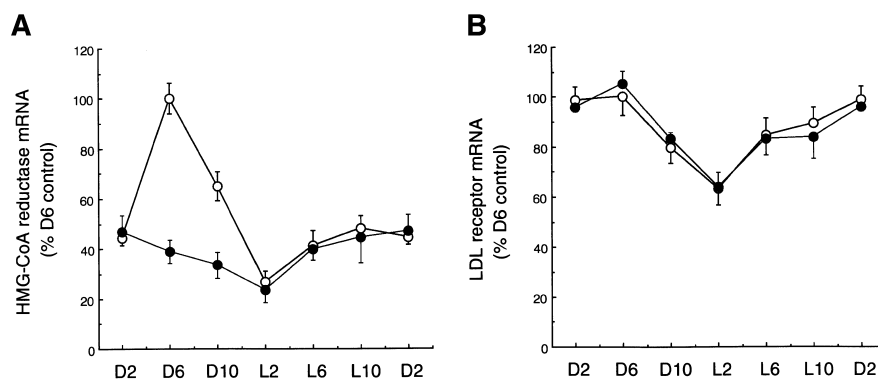 A
HMG-CoA reductase mRNA
(% D6 control)
120
100
80
60
40
20
0
D2 D6 D10 L2 L6 L10 D2
B
LDL receptor mRNA
(% D6 control)
120
100
80
60
40
20
0
D2 D6 D10 L2 L6 L10 D2